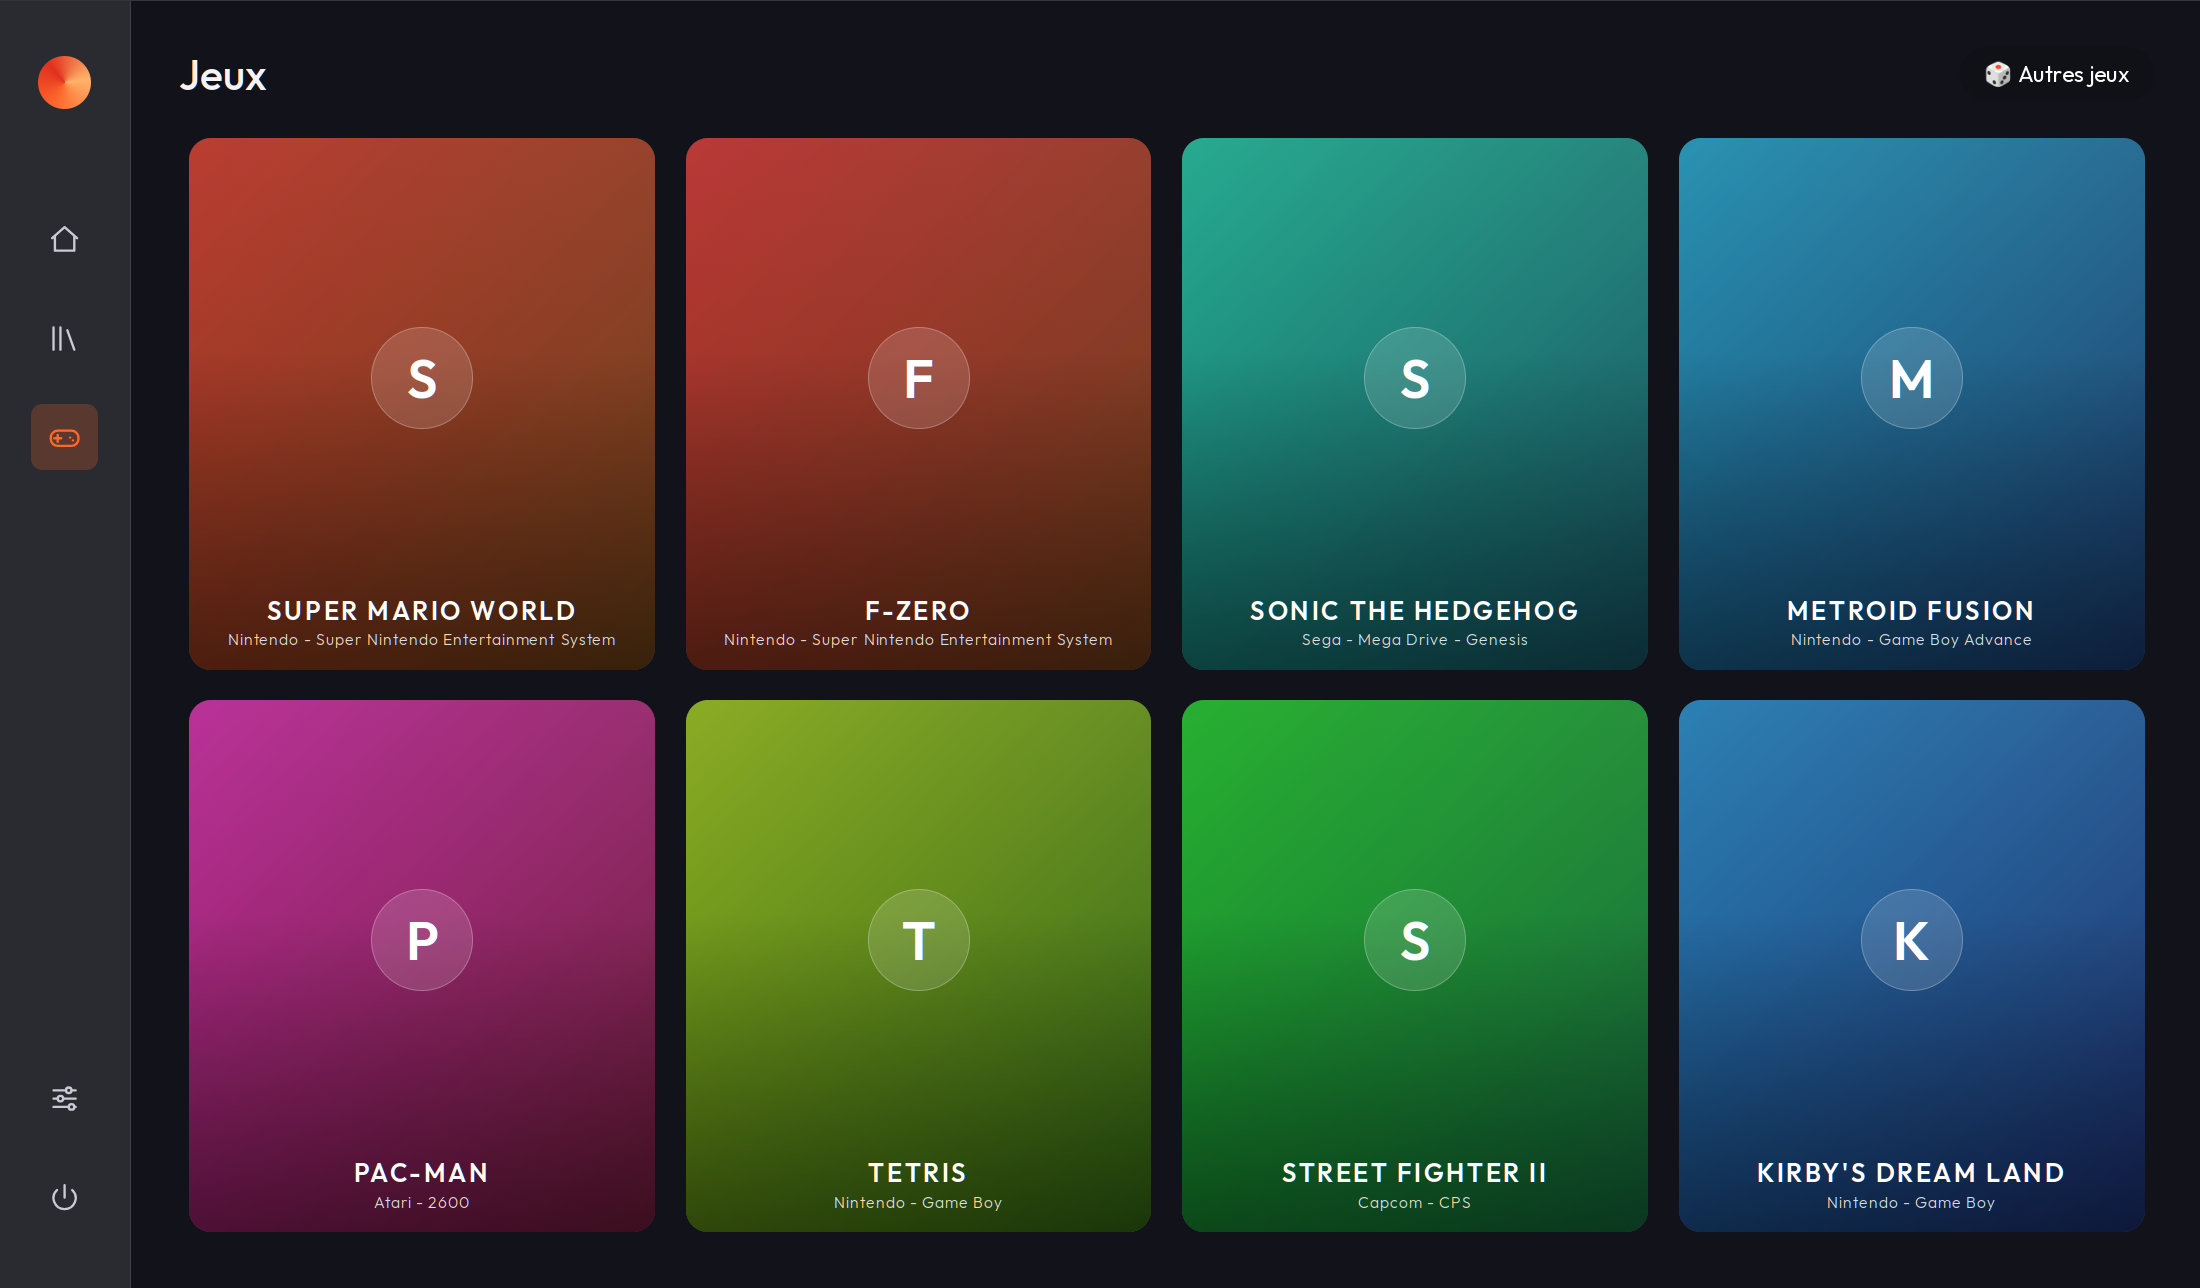 Jeux
🎲 Autres jeux
S
SUPER MARIO WORLD
Nintendo - Super Nintendo Entertainment System
F
F-ZERO
Nintendo - Super Nintendo Entertainment System
S
SONIC THE HEDGEHOG
Sega - Mega Drive - Genesis
M
METROID FUSION
Nintendo - Game Boy Advance
P
PAC-MAN
Atari - 2600
T
TETRIS
Nintendo - Game Boy
S
STREET FIGHTER II
Capcom - CPS
K
KIRBY'S DREAM LAND
Nintendo - Game Boy